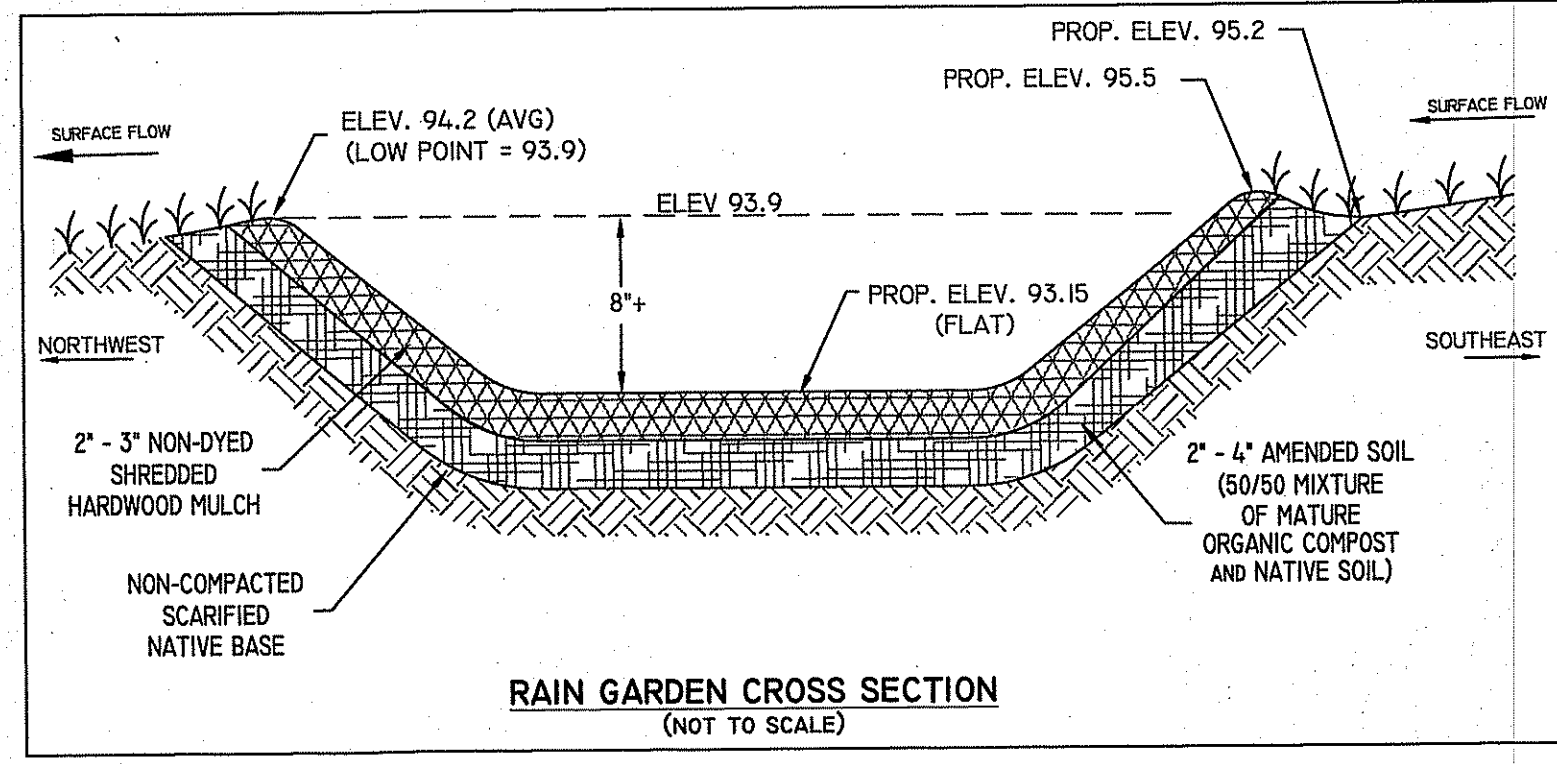 PROP. ELEV. 95.2
PROP. ELEV. 95.5
SURFACE FLOW
ELEV. 94.2 (AVG)
(LOW POINT = 93.9)
SURFACE FLOW
ELEV 93.9
8"+
PROP. ELEV. 93.15
(FLAT)
NORTHWEST
SOUTHEAST
2" - 3" NON-DYED
SHREDDED
HARDWOOD MULCH
2" - 4" AMENDED SOIL
(50/50 MIXTURE
OF MATURE
ORGANIC COMPOST
AND NATIVE SOIL)
NON-COMPACTED
SCARIFIED
NATIVE BASE
RAIN GARDEN CROSS SECTION
(NOT TO SCALE)